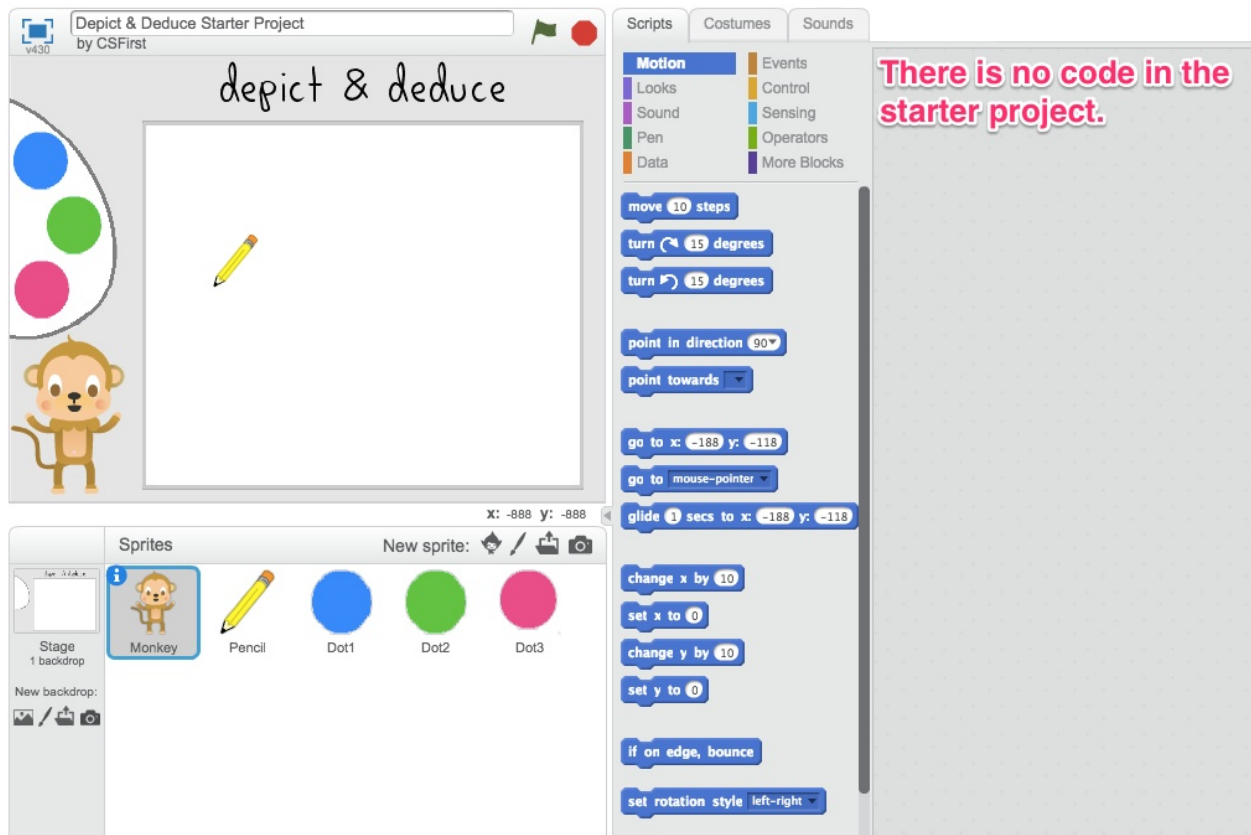 Depict & Deduce Starter Project
by CSFirst
v430
depict & deduce
x: -888 y: -888
Sprites
New sprite:
Stage
1 backdrop
New backdrop:
Monkey
Pencil
Dot1
Dot2
Dot3
Scripts
Costumes
Sounds
Motion
Events
Looks
Control
Sound
Sensing
Pen
Operators
Data
More Blocks
move 10 steps
turn 15 degrees
turn 15 degrees
point in direction 90
point towards
go to x: -188 y: -118
go to mouse-pointer
glide 1 secs to x: -188 y: -118
change x by 10
set x to 0
change y by 10
set y to 0
if on edge, bounce
set rotation style left-right
There is no code in the
starter project.